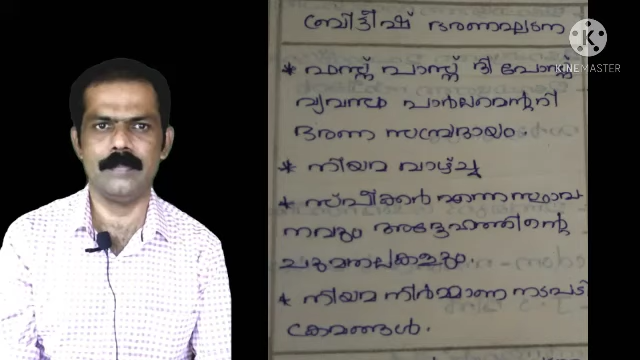 ബ്രിട്ടീഷ് ഭരണഘടന
KINEMASTER
* ഫസ്റ്റ് പാസ്റ്റ് ദി പോസ്റ്റ്
വ്യവസ്ഥ പാർലമെന്ററി
ഭരണ സമ്പ്രദായം.
* നിയമ വാഴ്ച്ച
* സ്പീക്കർ എന്ന സ്ഥാപ
നവും അദ്ദേഹത്തിന്റെ
ചുമതലകളും.
* നിയമ നിർമ്മാണ നടപടി
ക്രമങ്ങൾ.